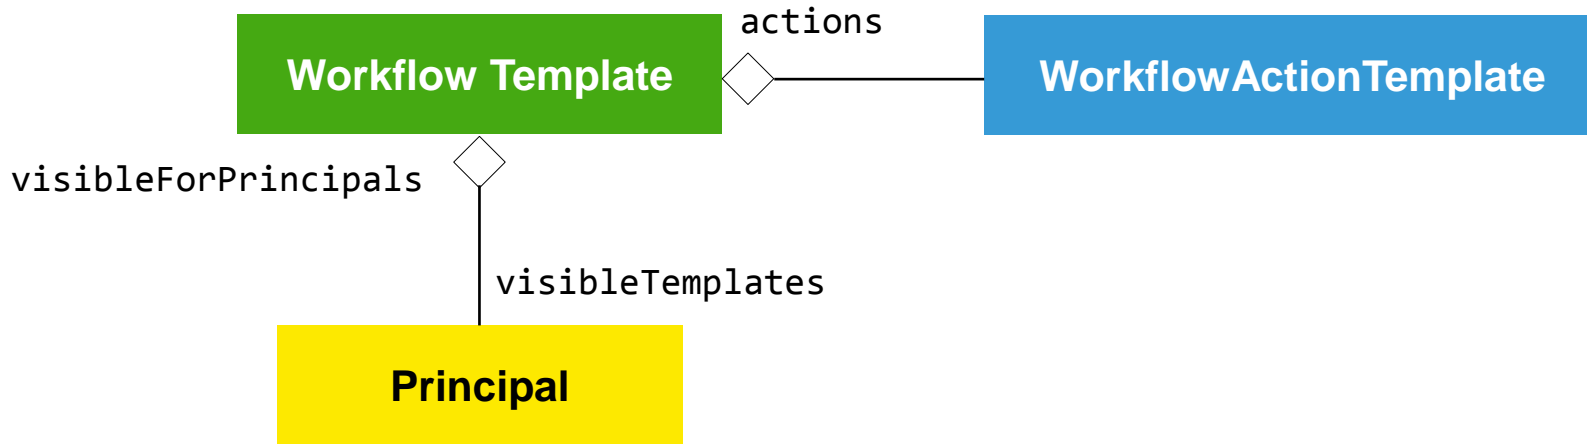 actions
Workflow Template
WorkflowActionTemplate
visibleForPrincipals
visibleTemplates
Principal